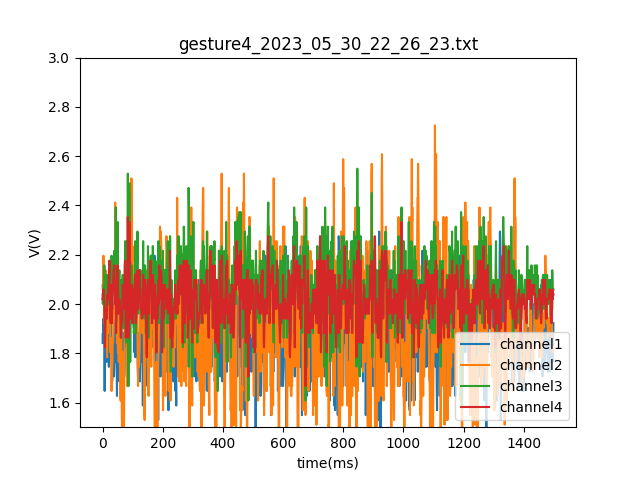 gesture4_2023_05_30_22_26_23.txt
3.0
2.8
2.6
2.4
2.2
2.0
1.8
1.6
V(V)
channel1
channel2
channel3
channel4
0 200 400 600 800 1000 1200 1400
time(ms)